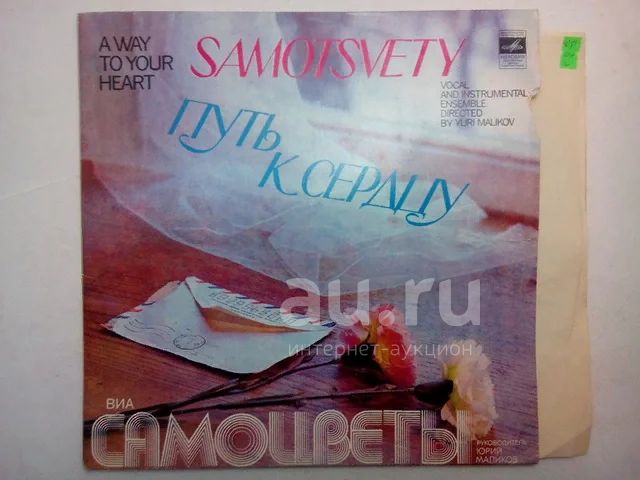 A WAY
TO YOUR
HEART
SAMOTSVETY
VOCAL
AND INSTRUMENTAL
ENSEMBLE
DIRECTED
BY YURI MALIKOV
ПУТЬ
К СЕРДЦУ
au.ru
интернет-аукцион
ВИА
САМОЦВЕТЫ
РУКОВОДИТЕЛЬ
ЮРИЙ
МАЛИКОВ